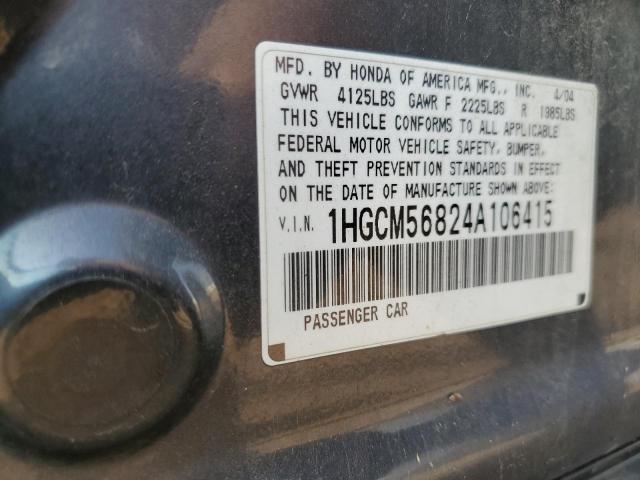 MFD. BY HONDA OF AMERICA MFG., INC. 4/04
GVWR 4125LBS GAWR F 2225LBS R 1985LBS
THIS VEHICLE CONFORMS TO ALL APPLICABLE
FEDERAL MOTOR VEHICLE SAFETY, BUMPER,
AND THEFT PREVENTION STANDARDS IN EFFECT
ON THE DATE OF MANUFACTURE SHOWN ABOVE:
V.I.N. 1HGCM56824A106415
PASSENGER CAR